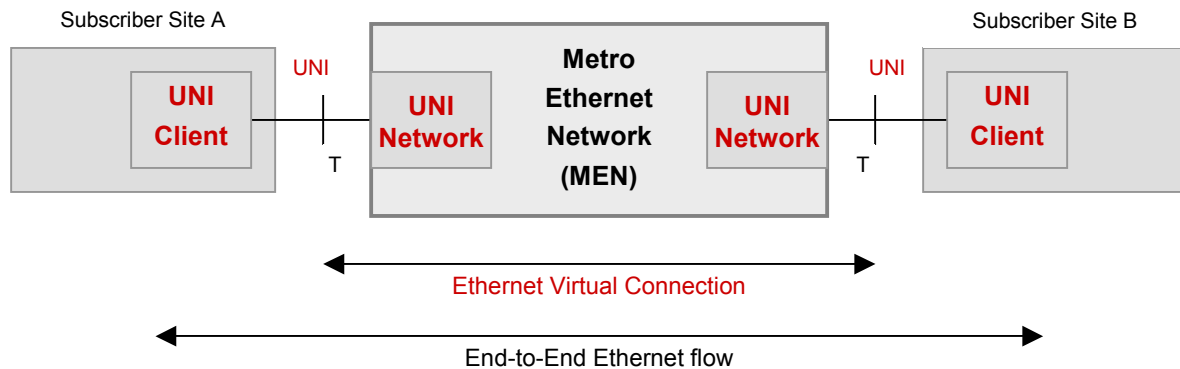 Subscriber Site A
Subscriber Site B
UNI
UNI
UNI
Client
UNI
Network
Metro
Ethernet
Network
(MEN)
UNI
Network
UNI
Client
T
T
Ethernet Virtual Connection
End-to-End Ethernet flow